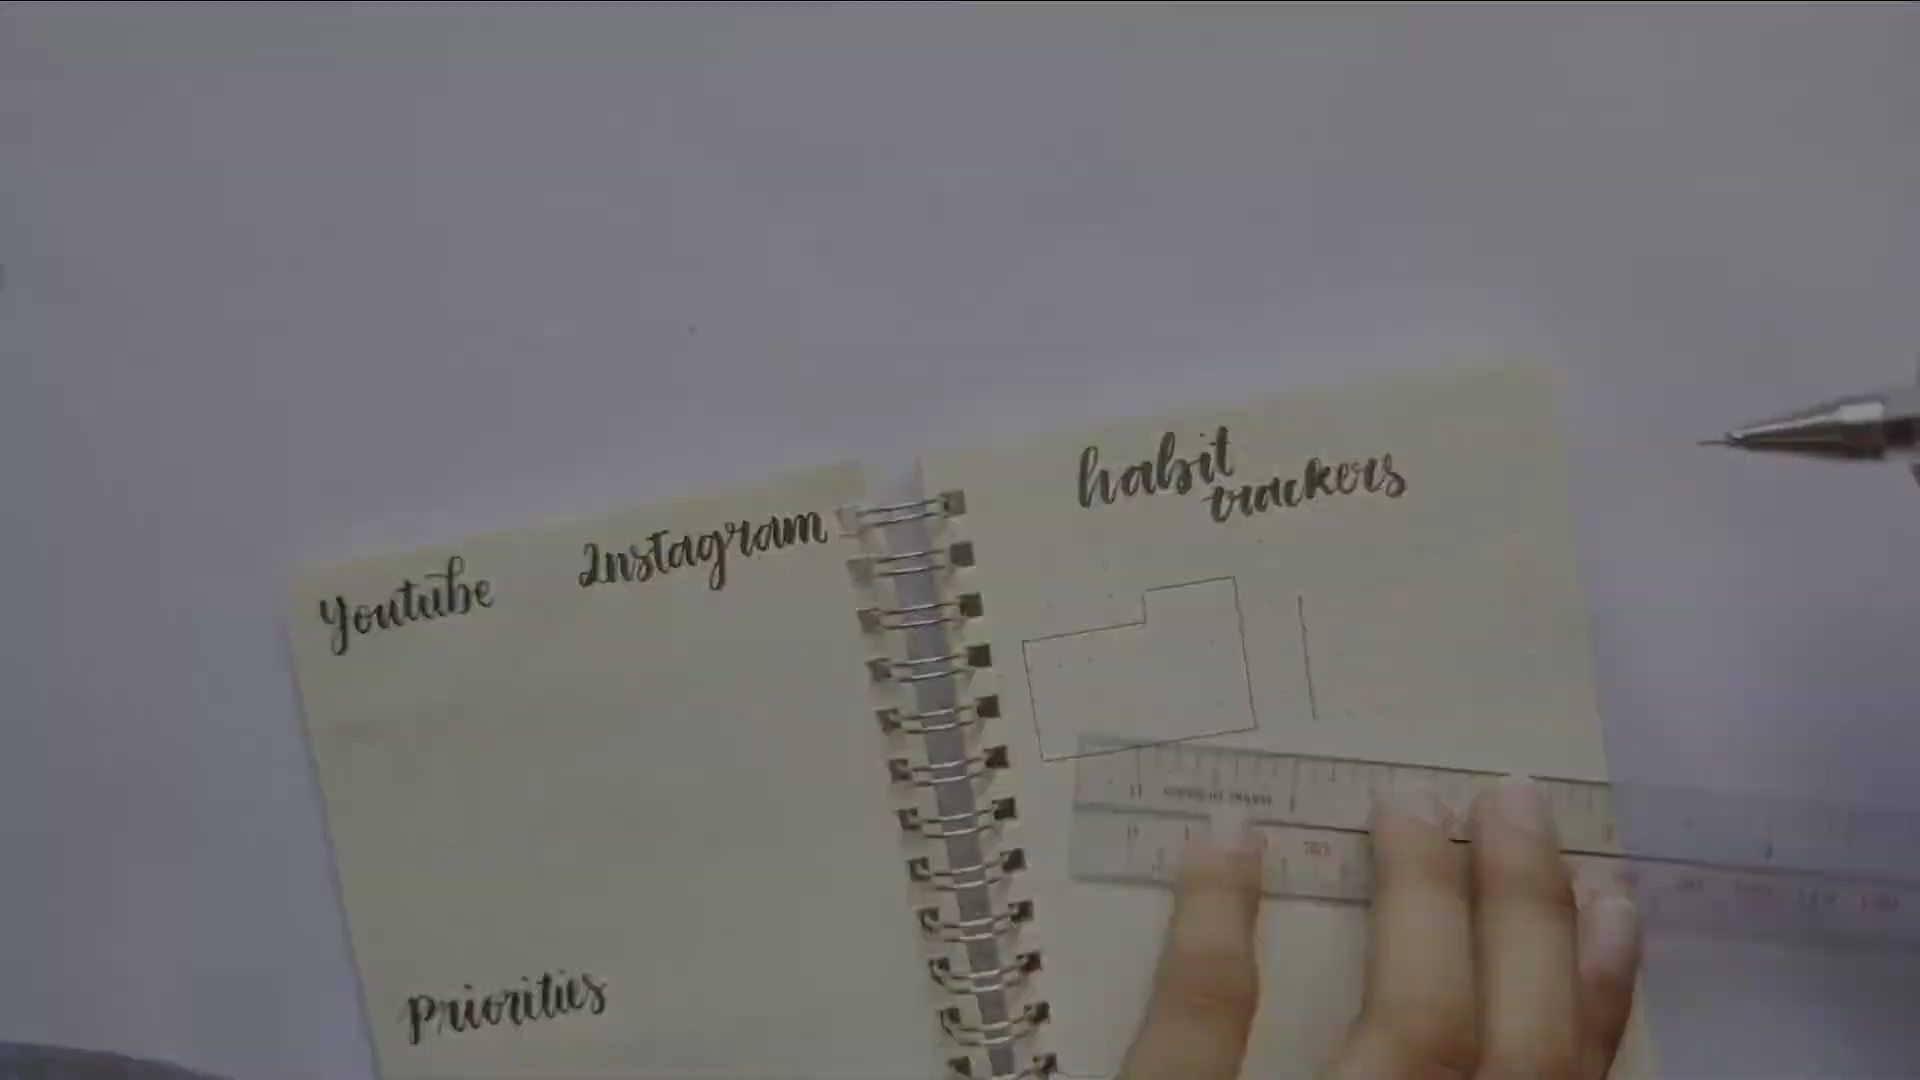 Youtube
Instagram
Priorities
habit
trackers